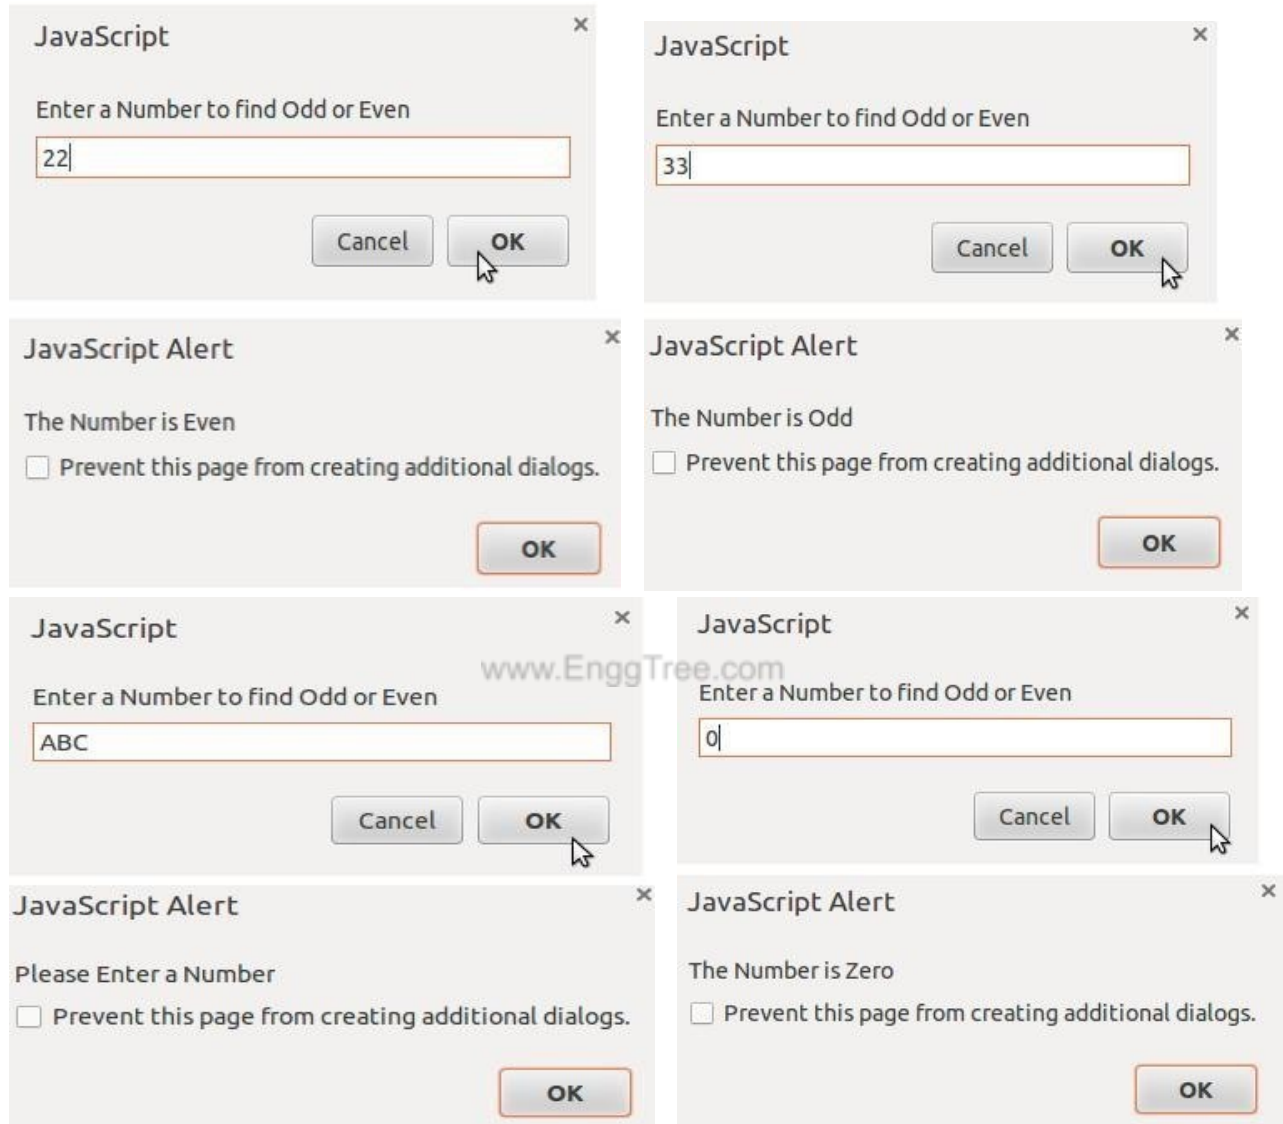 JavaScript ×
Enter a Number to find Odd or Even
22
Cancel OK
JavaScript ×
Enter a Number to find Odd or Even
33
Cancel OK
JavaScript Alert ×
The Number is Even
Prevent this page from creating additional dialogs.
OK
JavaScript Alert ×
The Number is Odd
Prevent this page from creating additional dialogs.
OK
JavaScript ×
Enter a Number to find Odd or Even
ABC
Cancel OK
www.EnggTree.com
JavaScript ×
Enter a Number to find Odd or Even
0
Cancel OK
JavaScript Alert ×
Please Enter a Number
Prevent this page from creating additional dialogs.
OK
JavaScript Alert ×
The Number is Zero
Prevent this page from creating additional dialogs.
OK